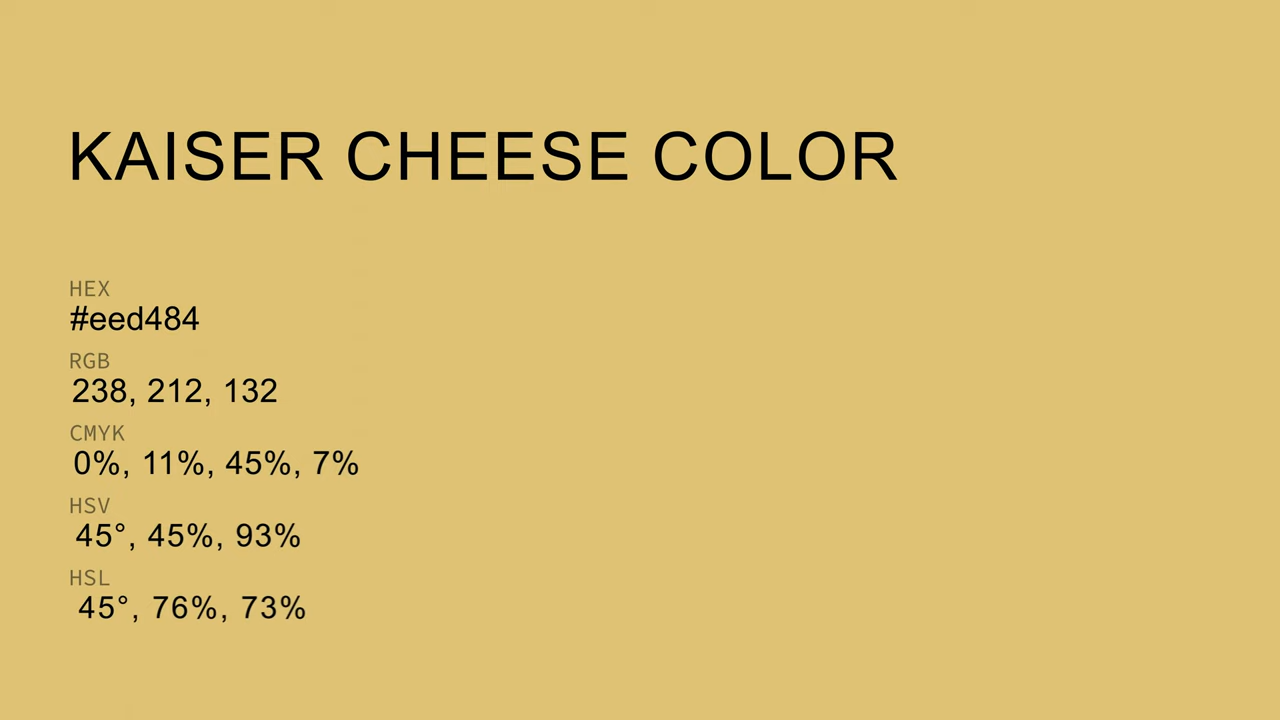 KAISER CHEESE COLOR
HEX
#eed484
RGB
238, 212, 132
CMYK
0%, 11%, 45%, 7%
HSV
45°, 45%, 93%
HSL
45°, 76%, 73%